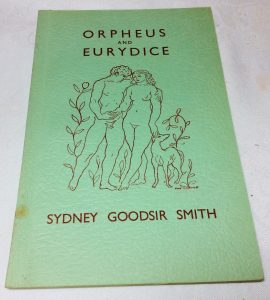 ORPHEUS
AND
EURYDICE
SYDNEY GOODSIR SMITH